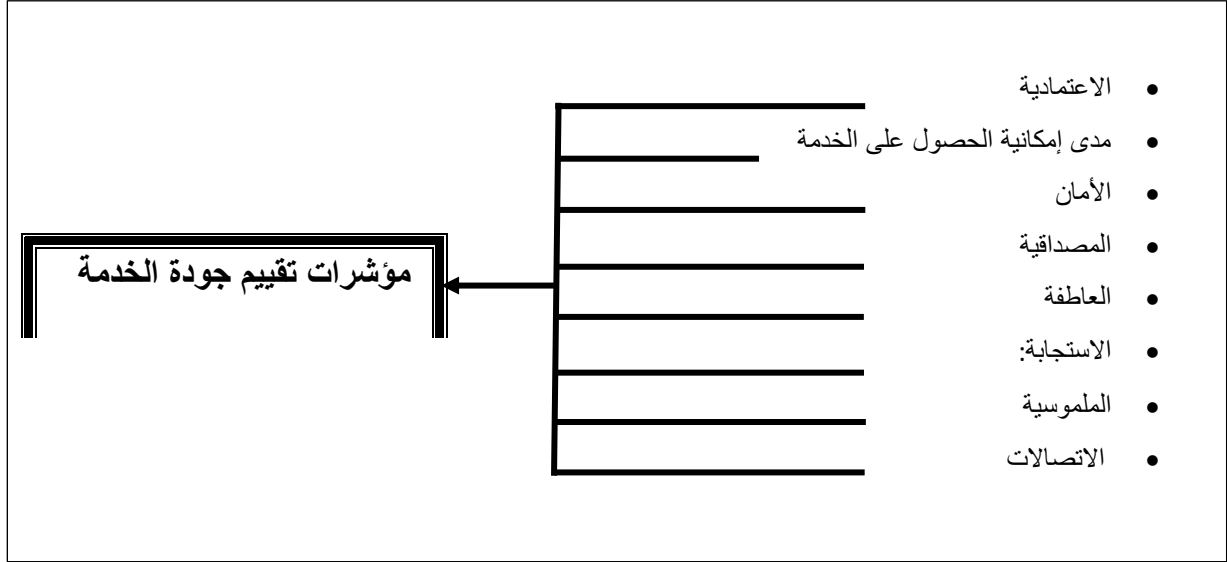 • الاعتمادية
• مدى إمكانية الحصول على الخدمة
• الأمان
• المصداقية
• العاطفة
• الاستجابة:
• الملموسية
• الاتصالات
مؤشرات تقييم جودة الخدمة